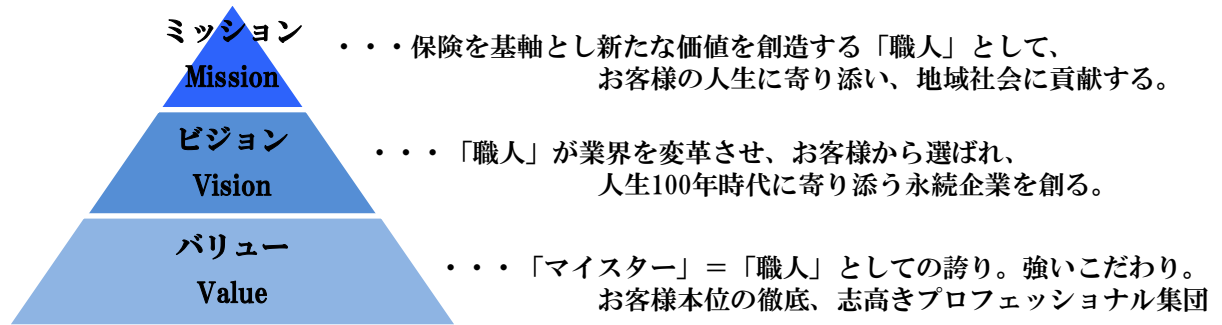 ミッション
Mission
・・・保険を基軸とし新たな価値を創造する「職人」として、
お客様の人生に寄り添い、地域社会に貢献する。
ビジョン
Vision
・・・「職人」が業界を変革させ、お客様から選ばれ、
人生100年時代に寄り添う永続企業を創る。
バリュー
Value
・・・「マイスター」＝「職人」としての誇り。強いこだわり。
お客様本位の徹底、志高きプロフェッショナル集団